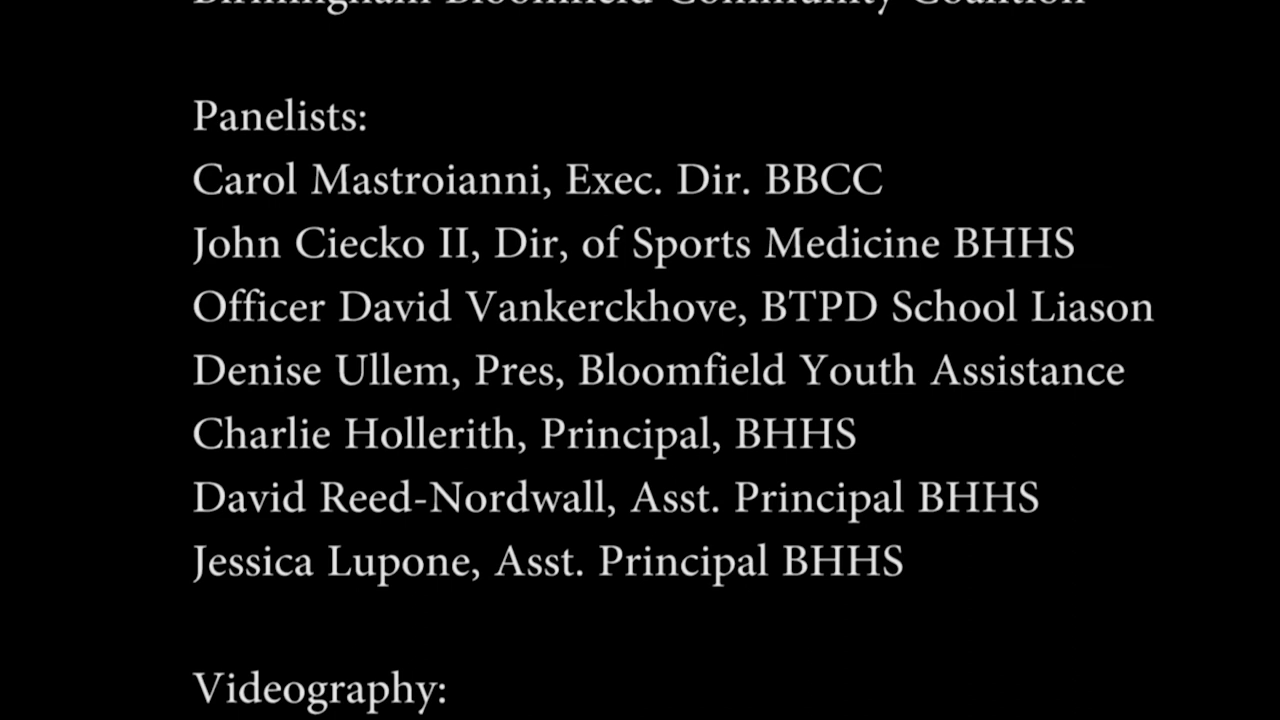 Birmingham Bloomfield Community Coalition
Panelists:
Carol Mastroianni, Exec. Dir. BBCC
John Ciecko II, Dir, of Sports Medicine BHHS
Officer David Vankerckhove, BTPD School Liason
Denise Ullem, Pres, Bloomfield Youth Assistance
Charlie Hollerith, Principal, BHHS
David Reed-Nordwall, Asst. Principal BHHS
Jessica Lupone, Asst. Principal BHHS
Videography: